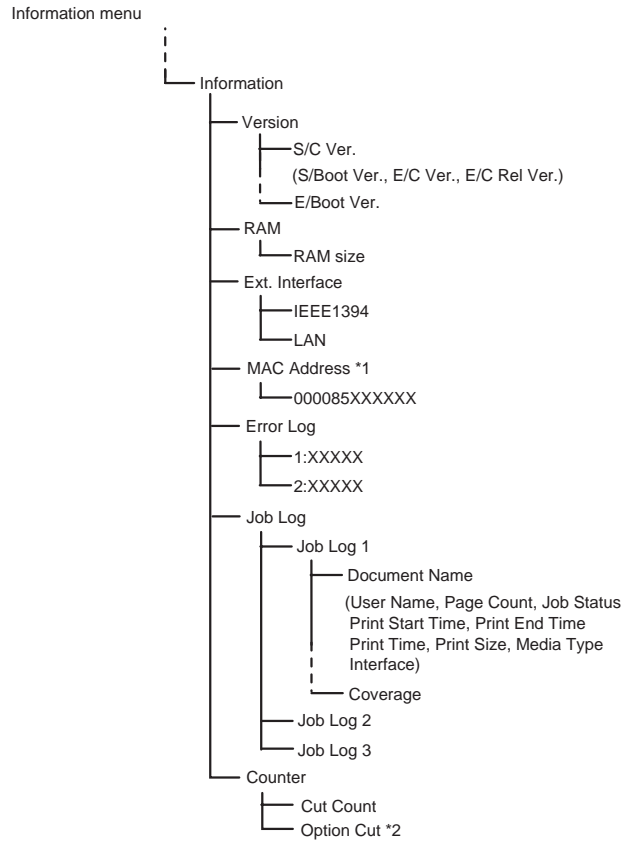 Information menu
Information
Version
S/C Ver.
(S/Boot Ver., E/C Ver., E/C Rel Ver.)
E/Boot Ver.
RAM
RAM size
Ext. Interface
IEEE1394
LAN
MAC Address *1
000085XXXXXX
Error Log
1:XXXXX
2:XXXXX
Job Log
Job Log 1
Document Name
(User Name, Page Count, Job Status
Print Start Time, Print End Time
Print Time, Print Size, Media Type
Interface)
Coverage
Job Log 2
Job Log 3
Counter
Cut Count
Option Cut *2